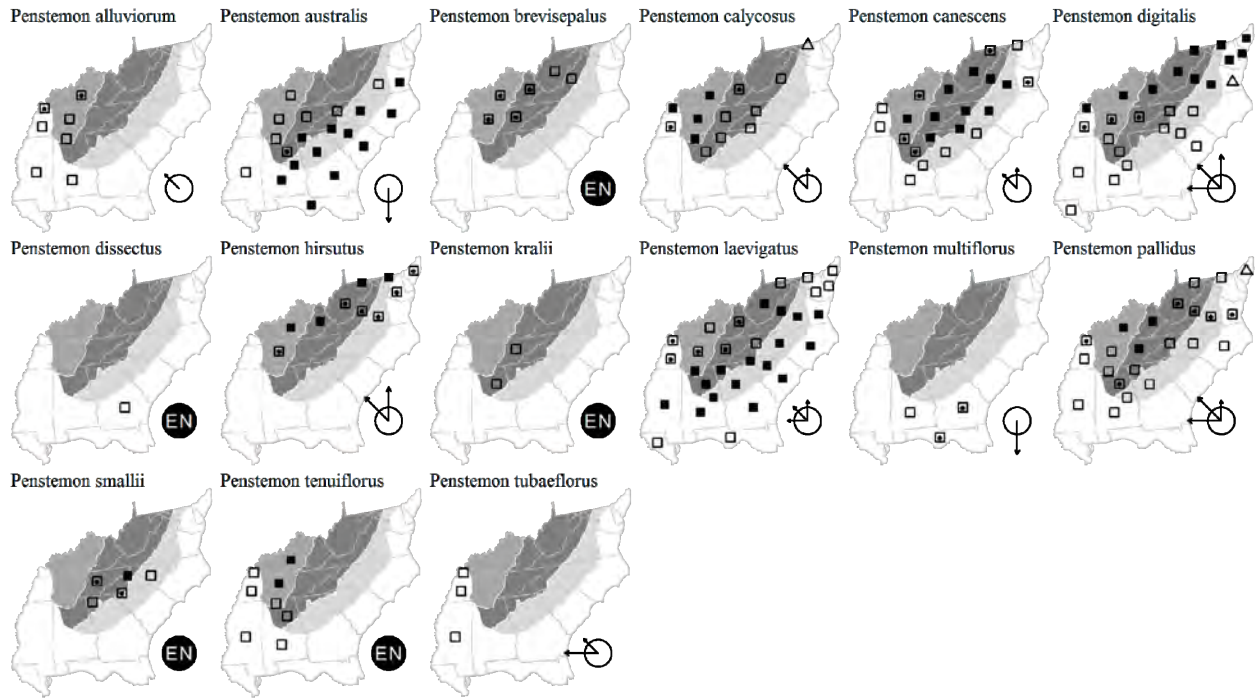 Penstemon alluviorum
Penstemon australis
Penstemon brevisepalus
Penstemon calycosus
Penstemon canescens
Penstemon digitalis
EN
Penstemon dissectus
Penstemon hirsutus
Penstemon kralii
Penstemon laevigatus
Penstemon multiflorus
Penstemon pallidus
EN
EN
Penstemon smallii
Penstemon tenuiflorus
Penstemon tubaeflorus
EN
EN